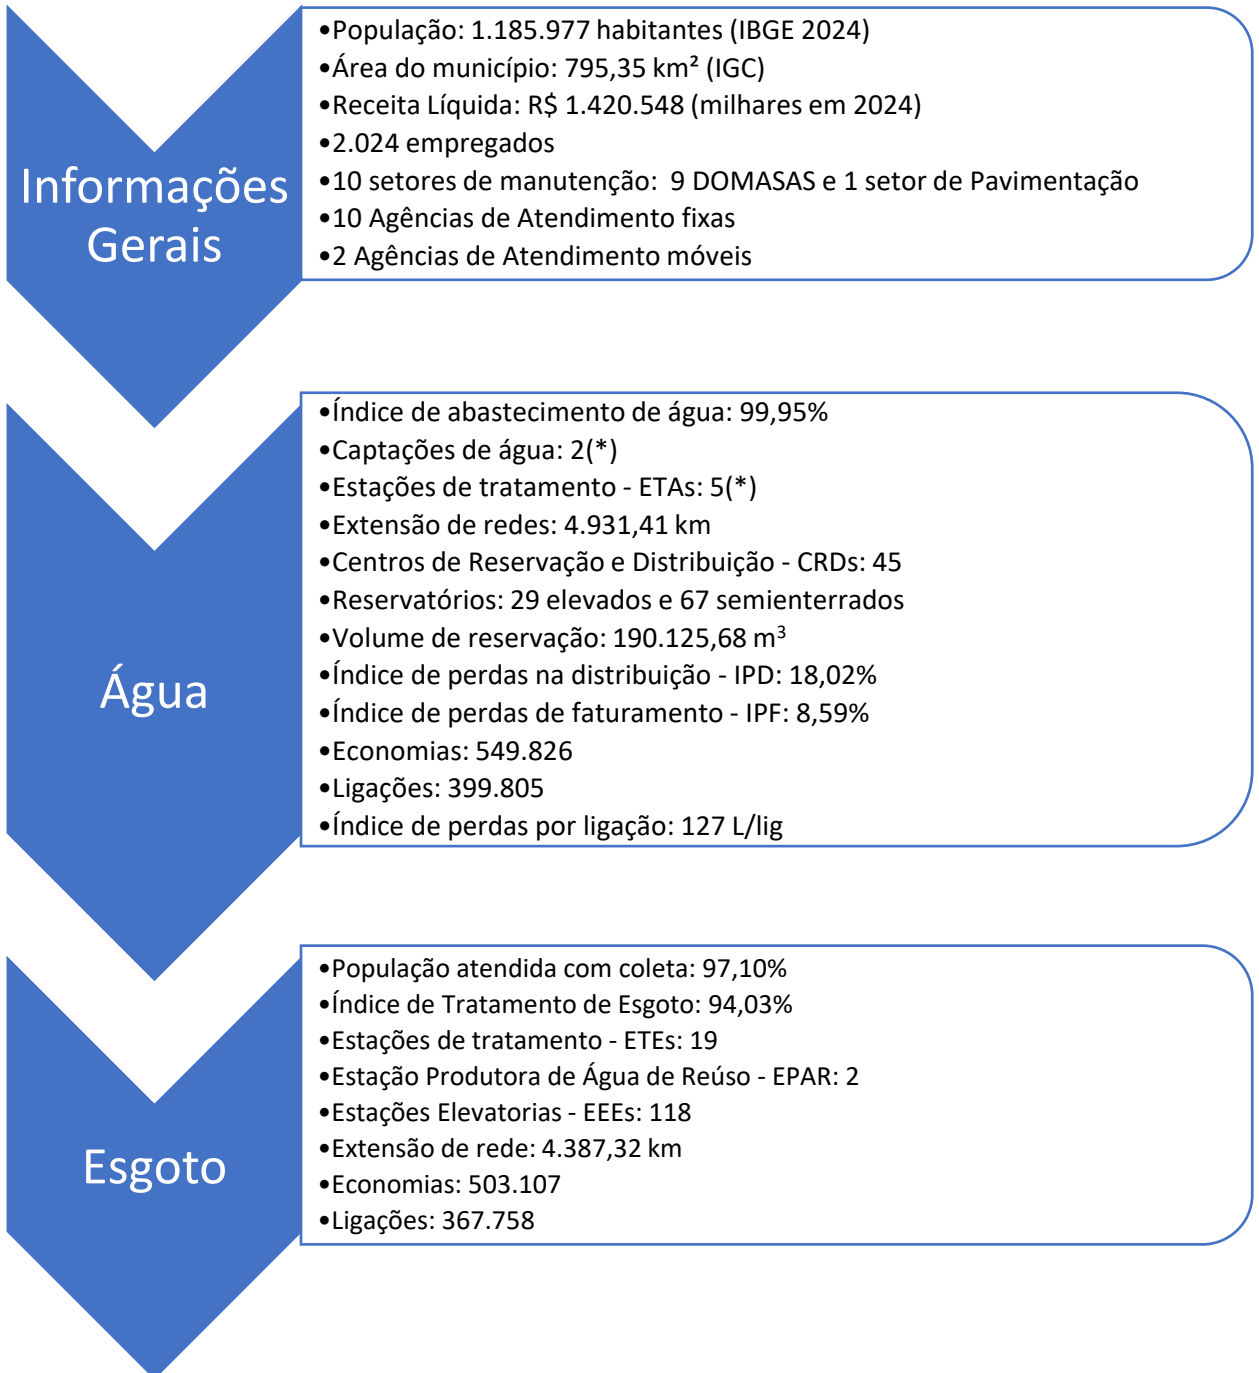 Informações
Gerais
•População: 1.185.977 habitantes (IBGE 2024)
•Área do município: 795,35 km² (IGC)
•Receita Líquida: R$ 1.420.548 (milhares em 2024)
•2.024 empregados
•10 setores de manutenção:  9 DOMASAS e 1 setor de Pavimentação
•10 Agências de Atendimento fixas
•2 Agências de Atendimento móveis
Água
•Índice de abastecimento de água: 99,95%
•Captações de água: 2(*)
•Estações de tratamento - ETAs: 5(*)
•Extensão de redes: 4.931,41 km
•Centros de Reservação e Distribuição - CRDs: 45
•Reservatórios: 29 elevados e 67 semienterrados
•Volume de reservação: 190.125,68 m³
•Índice de perdas na distribuição - IPD: 18,02%
•Índice de perdas de faturamento - IPF: 8,59%
•Economias: 549.826
•Ligações: 399.805
•Índice de perdas por ligação: 127 L/lig
Esgoto
•População atendida com coleta: 97,10%
•Índice de Tratamento de Esgoto: 94,03%
•Estações de tratamento - ETEs: 19
•Estação Produtora de Água de Reúso - EPAR: 2
•Estações Elevatorias - EEEs: 118
•Extensão de rede: 4.387,32 km
•Economias: 503.107
•Ligações: 367.758